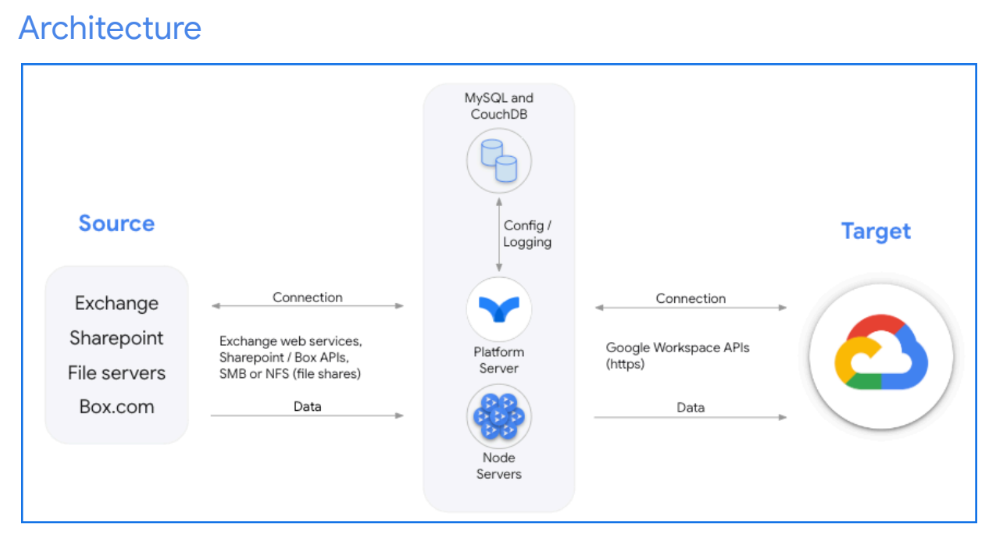 Architecture
MySQL and
CouchDB
Config /
Logging
Source
Exchange
Sharepoint
File servers
Box.com
Connection
Exchange web services,
Sharepoint / Box APIs,
SMB or NFS (file shares)
Data
Platform
Server
Node
Servers
Connection
Google Workspace APIs
(https)
Data
Target